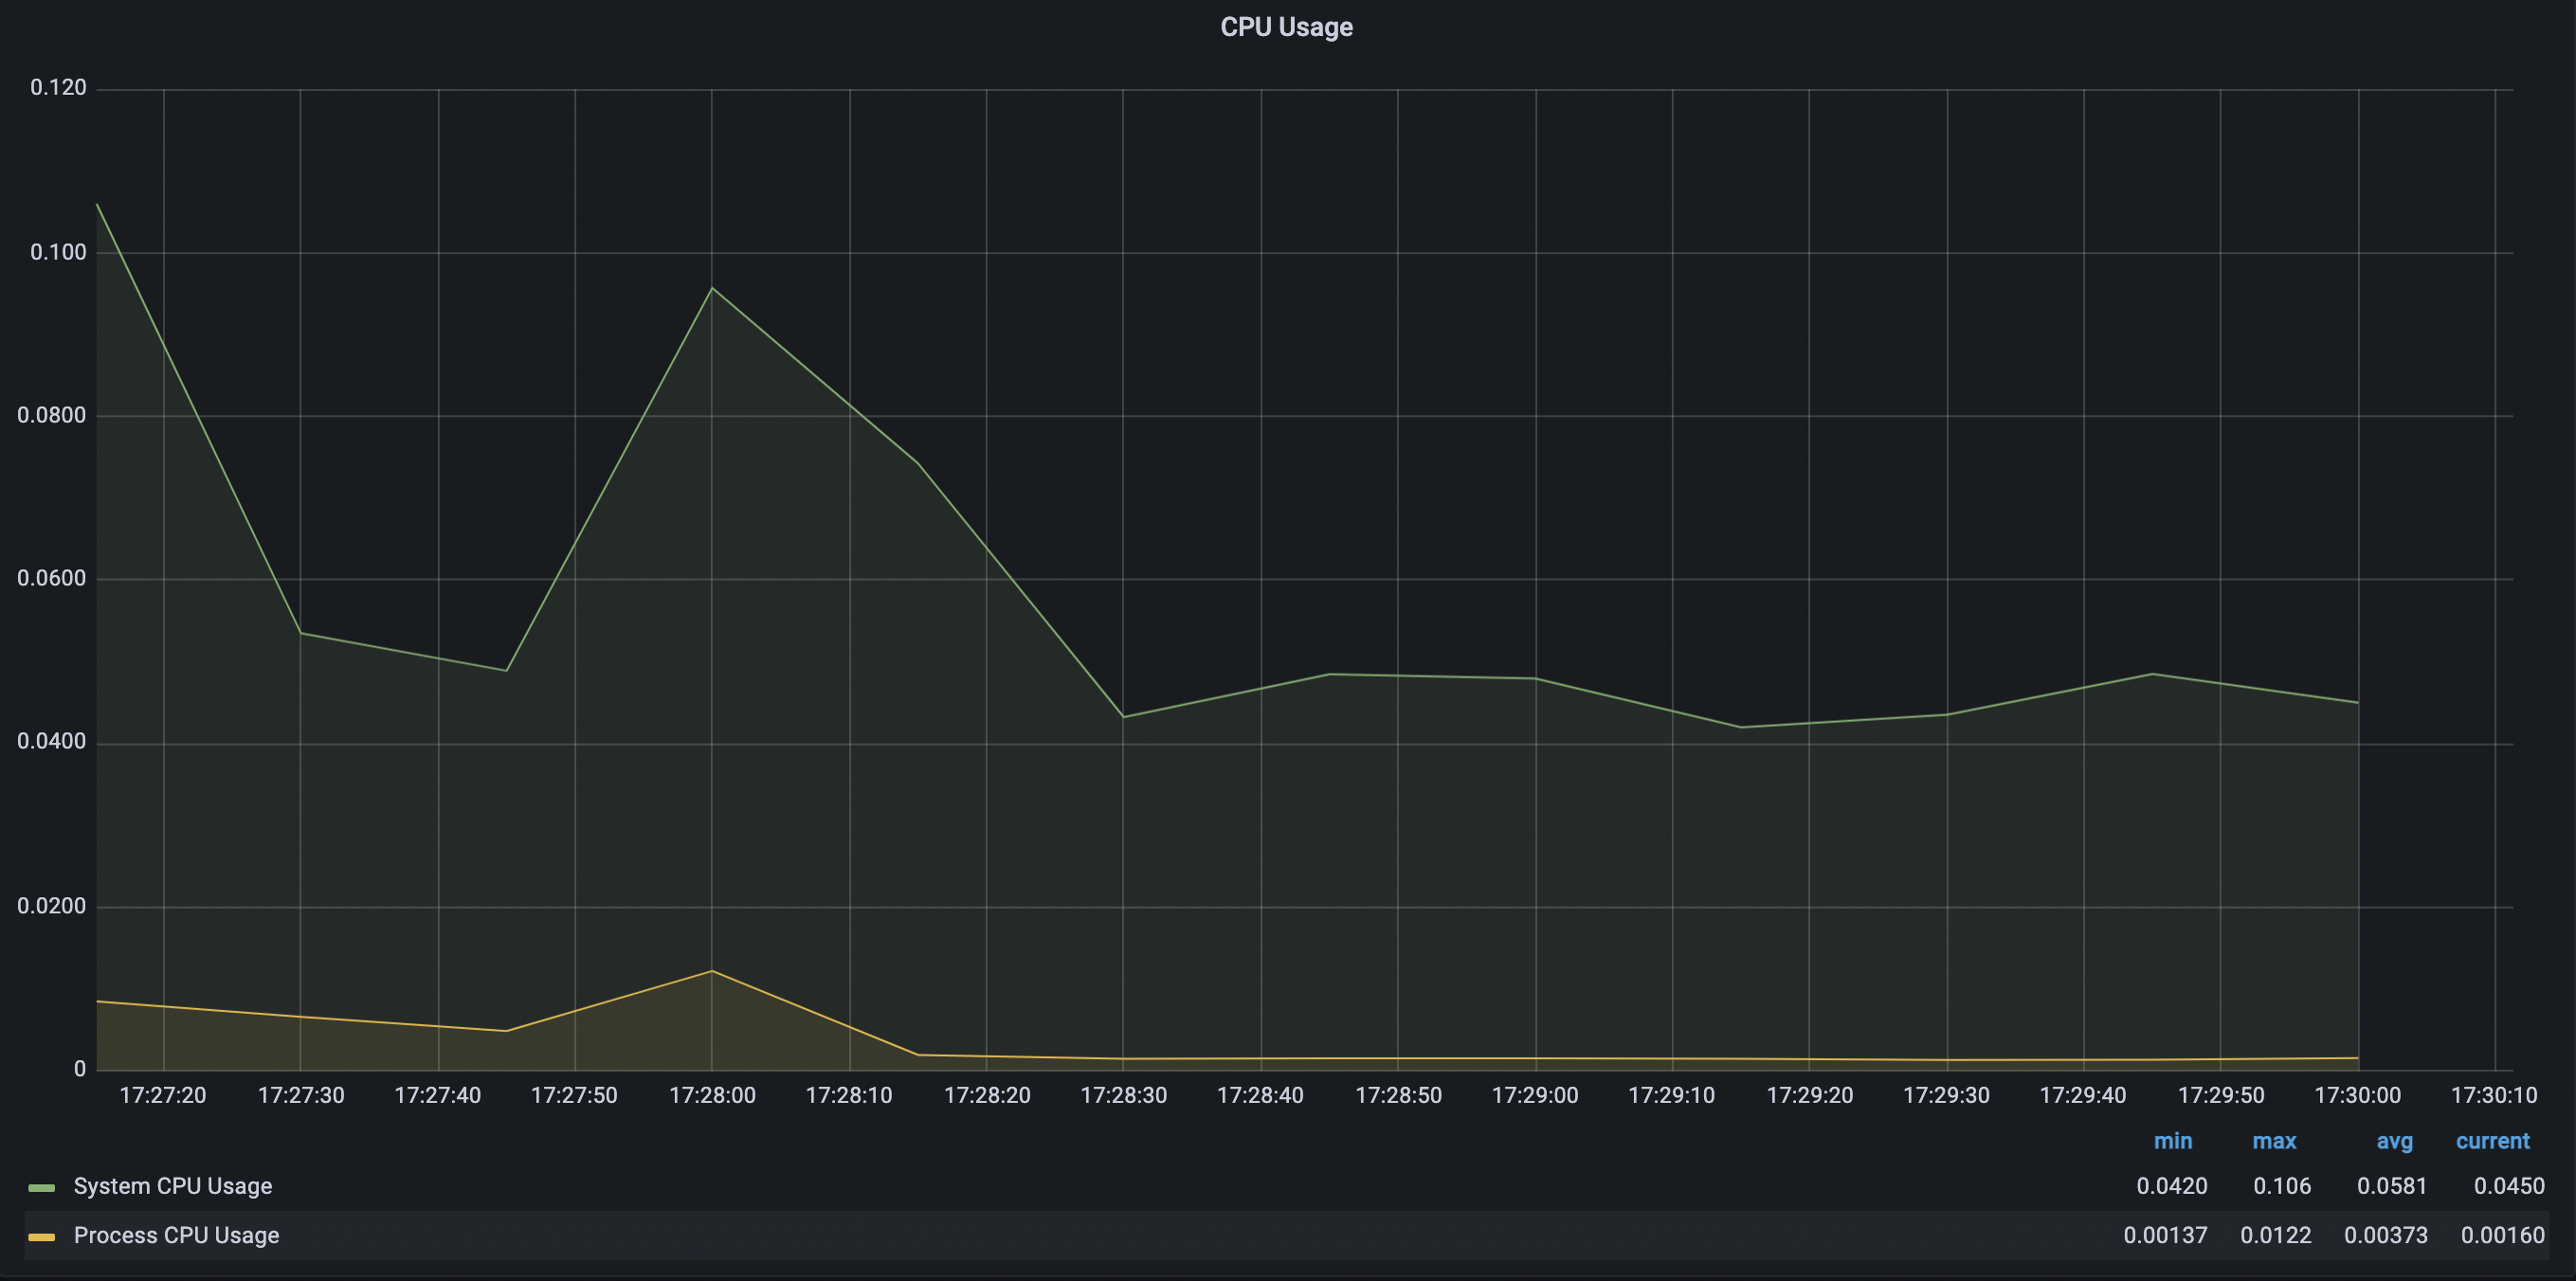 CPU Usage
0.120
0.100
0.0800
0.0600
0.0400
0.0200
0
17:27:20 17:27:30 17:27:40 17:27:50 17:28:00 17:28:10 17:28:20 17:28:30 17:28:40 17:28:50 17:29:00 17:29:10 17:29:20 17:29:30 17:29:40 17:29:50 17:30:00 17:30:10
min max avg current
System CPU Usage 0.0420 0.106 0.0581 0.0450
Process CPU Usage 0.00137 0.0122 0.00373 0.00160